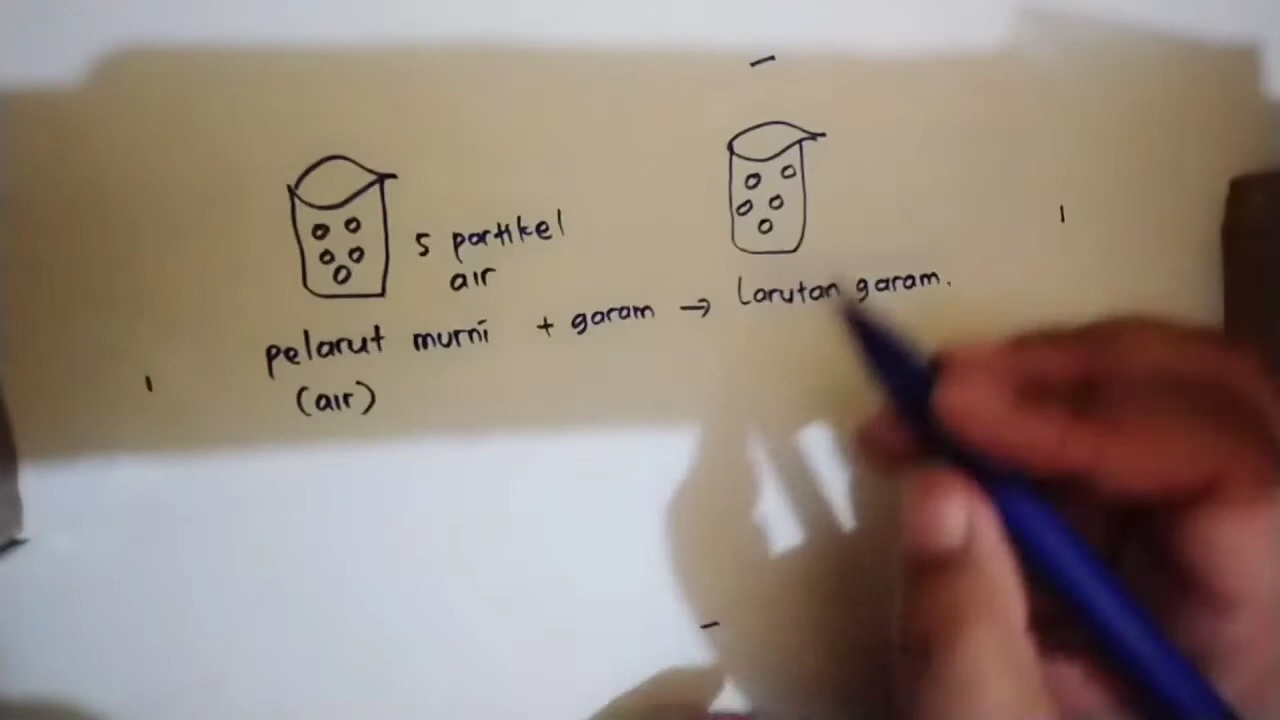 5 partikel
air
pelarut murni + garam → larutan garam.
(air)